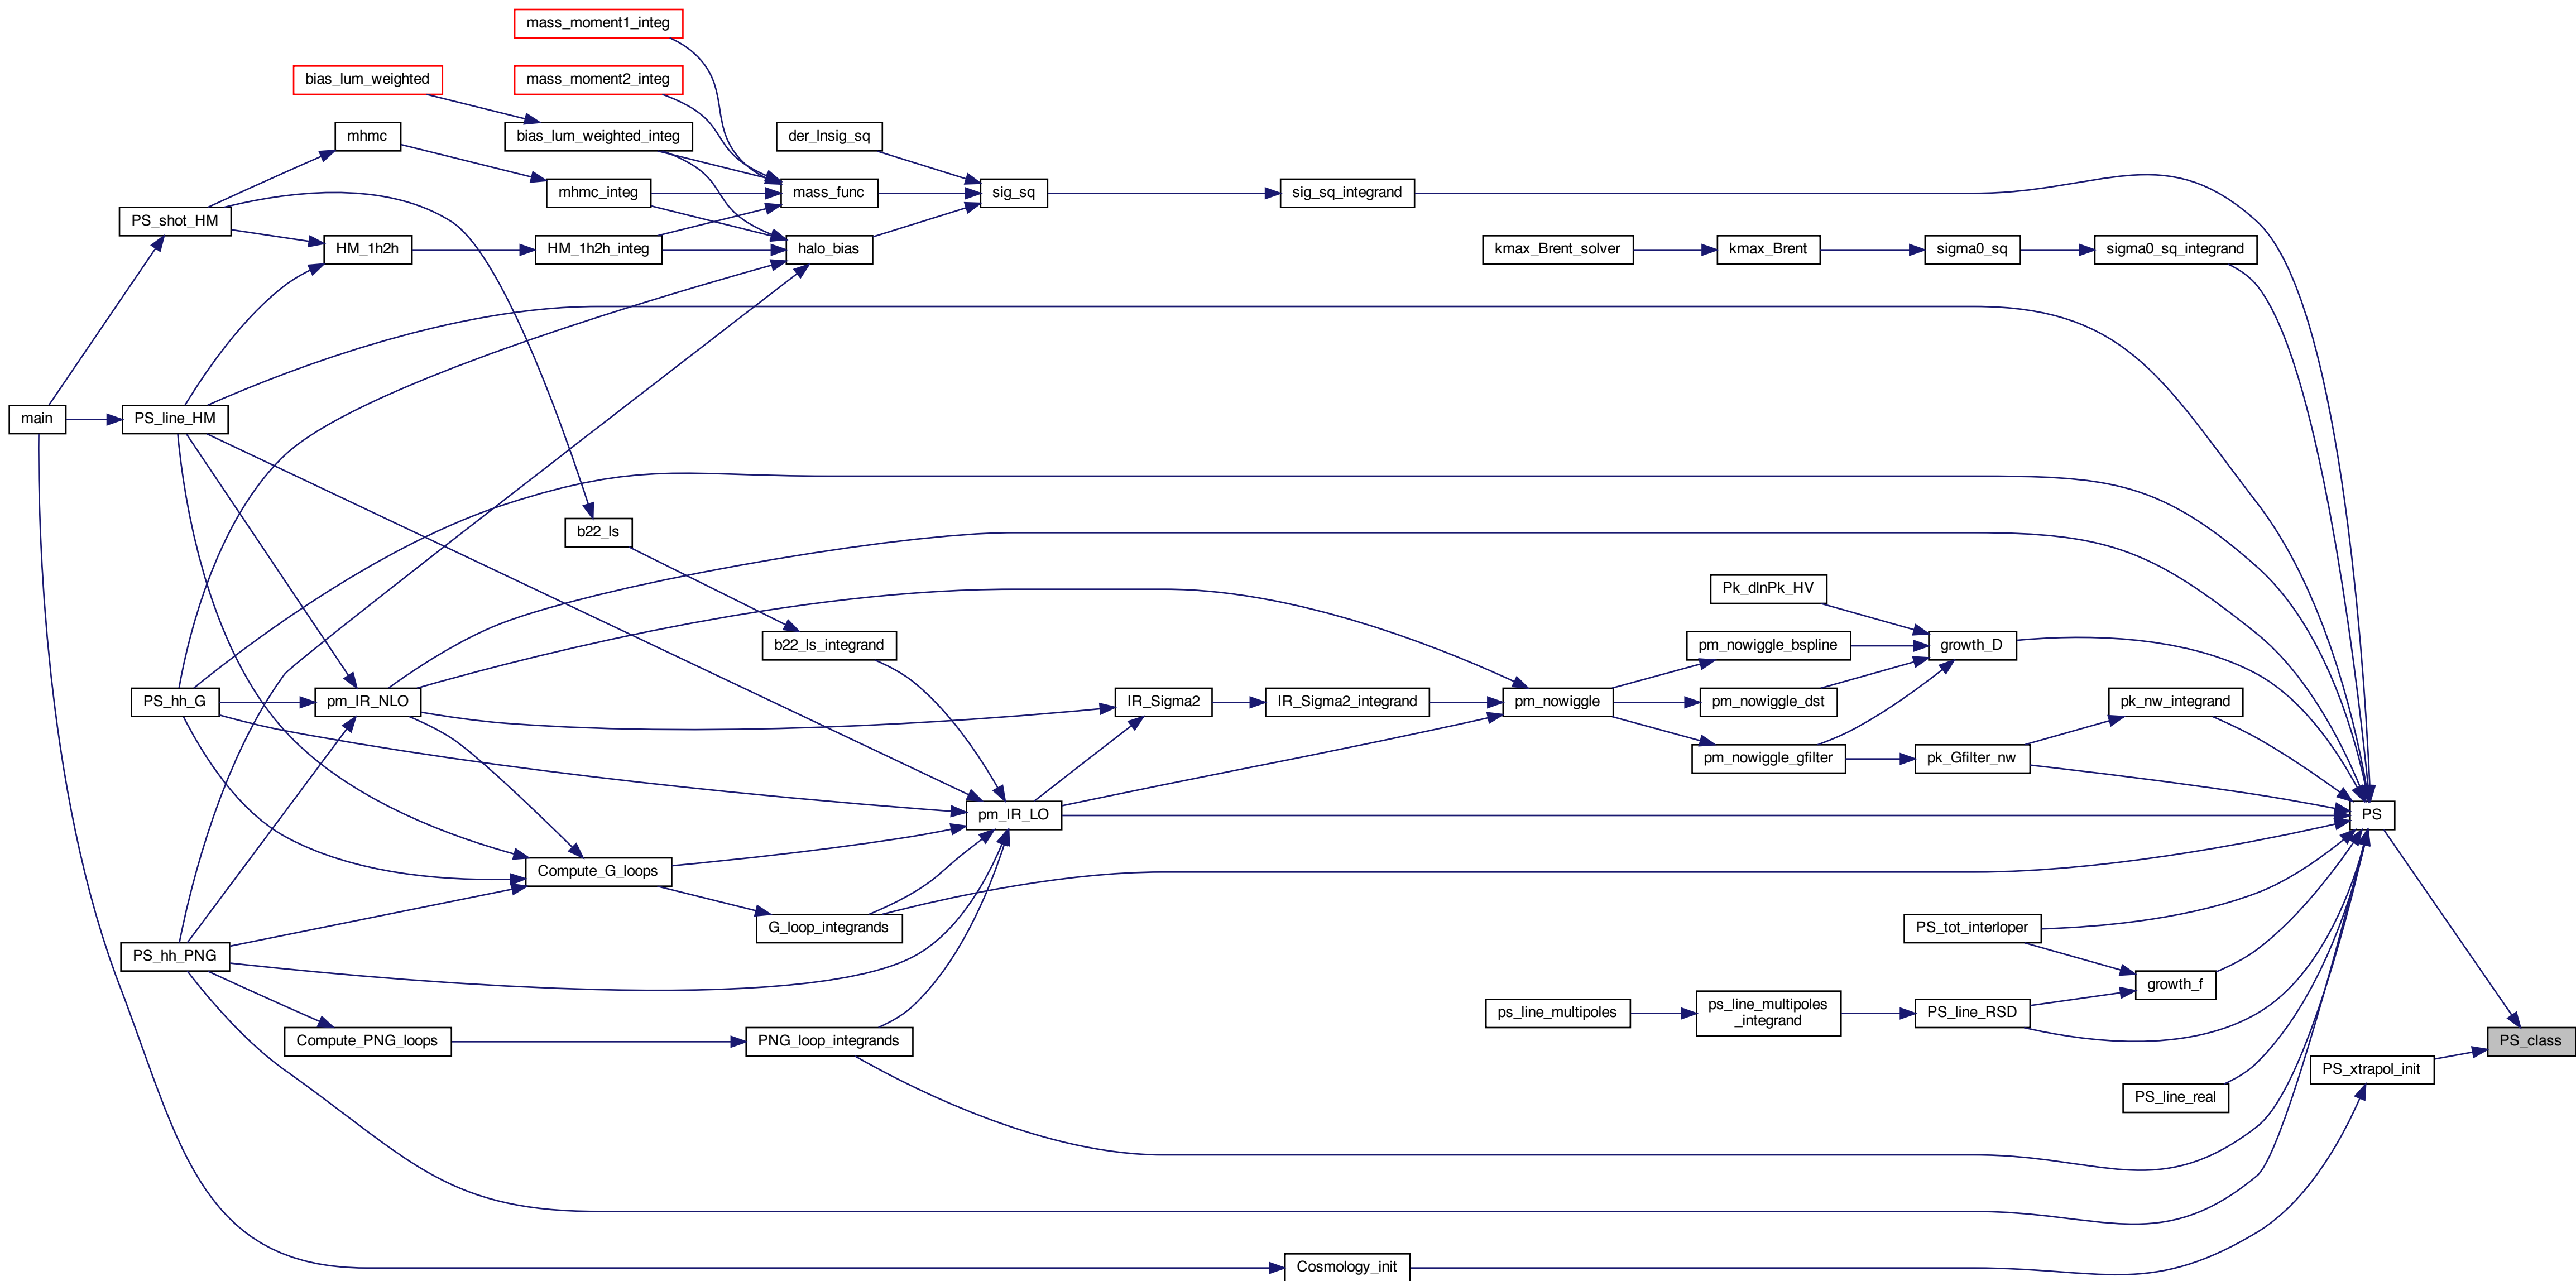 mass_moment1_integ
bias_lum_weighted
mass_moment2_integ
mhmc
bias_lum_weighted_integ
der_lnsig_sq
PS_shot_HM
mhmc_integ
mass_func
sig_sq
sig_sq_integrand
HM_1h2h
HM_1h2h_integ
halo_bias
kmax_Brent_solver
kmax_Brent
sigma0_sq
sigma0_sq_integrand
main
PS_line_HM
b22_ls
Pk_dlnPk_HV
b22_ls_integrand
pm_nowiggle_bspline
growth_D
PS_hh_G
pm_IR_NLO
IR_Sigma2
IR_Sigma2_integrand
pm_nowiggle
pm_nowiggle_dst
pk_nw_integrand
pm_nowiggle_gfilter
pk_Gfilter_nw
pm_IR_LO
PS
Compute_G_loops
G_loop_integrands
PS_tot_interloper
PS_hh_PNG
growth_f
ps_line_multipoles
ps_line_multipoles
_integrand
PS_line_RSD
Compute_PNG_loops
PNG_loop_integrands
PS_class
PS_xtrapol_init
PS_line_real
Cosmology_init